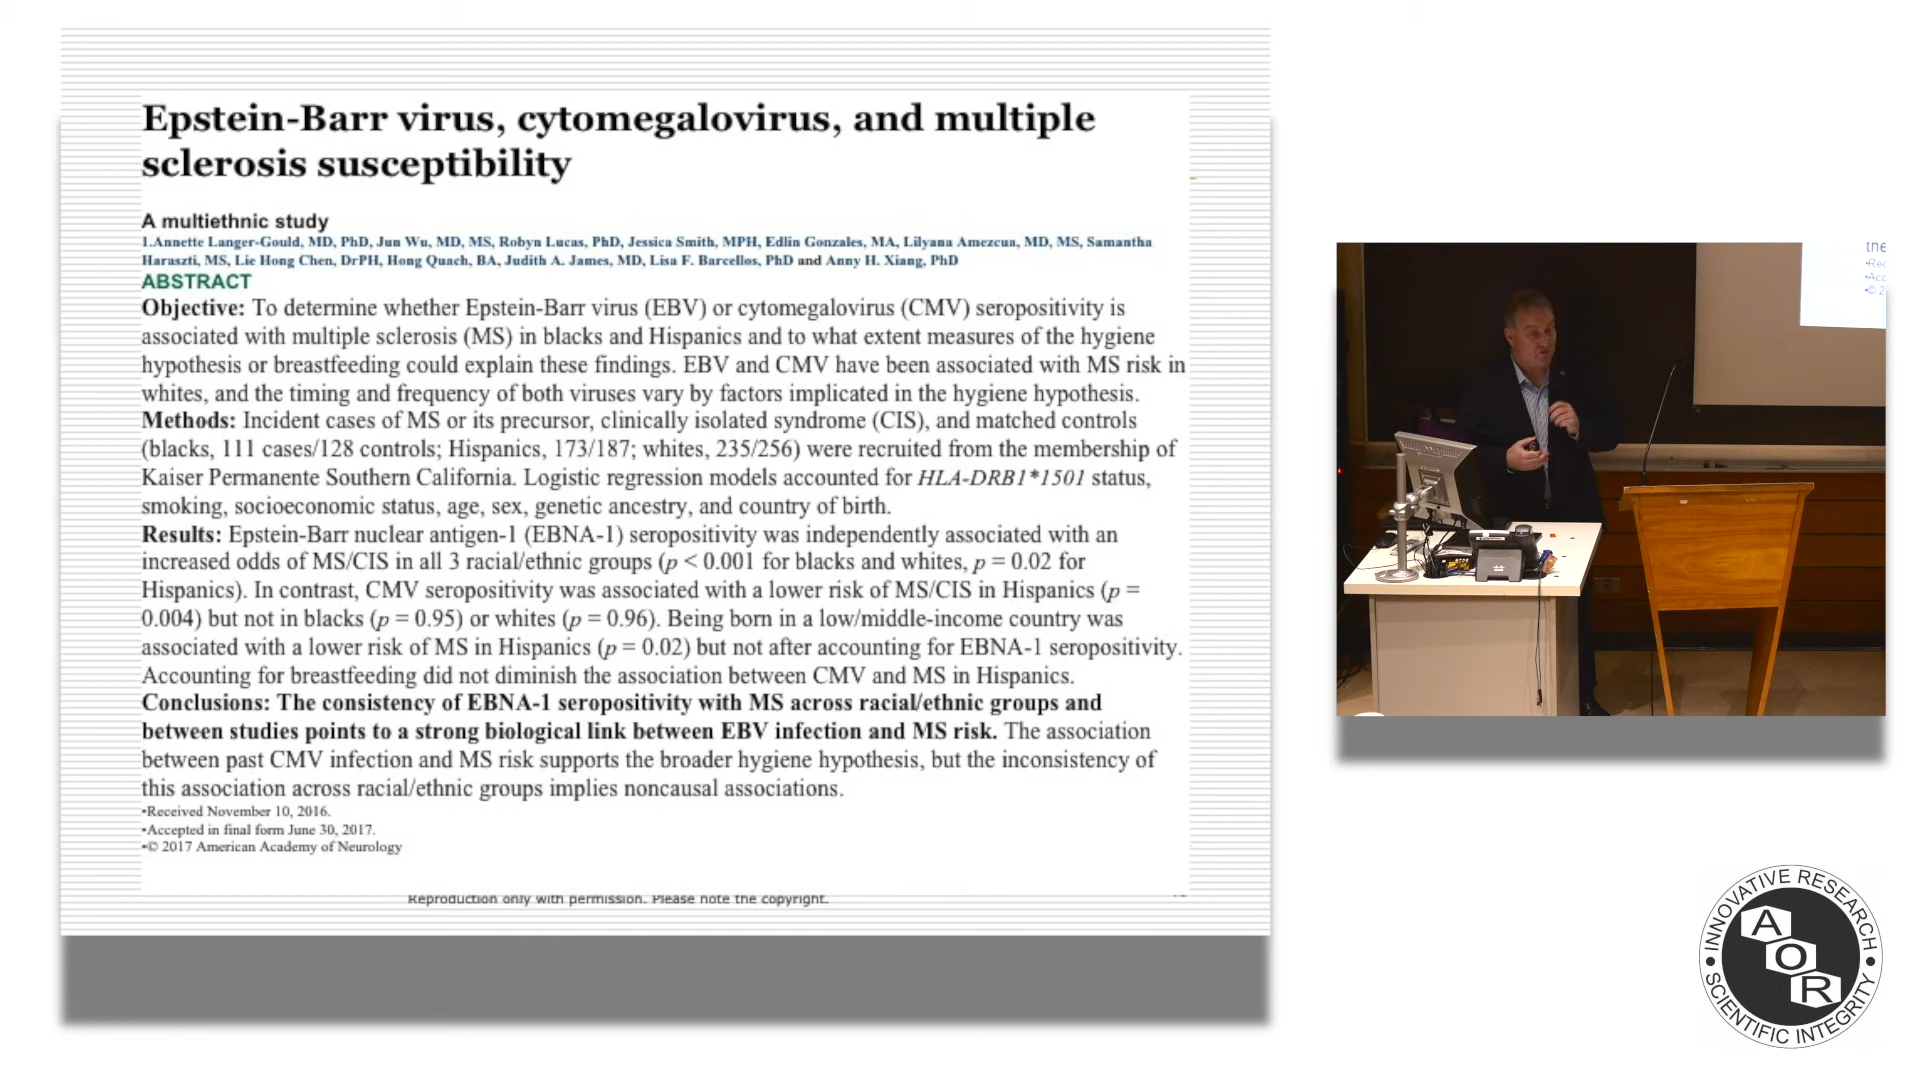 Epstein-Barr virus, cytomegalovirus, and multiple
sclerosis susceptibility
A multiethnic study
1.Annette Langer-Gould, MD, PhD, Jun Wu, MD, MS, Robyn Lucas, PhD, Jessica Smith, MPH, Edlin Gonzales, MA, Lilyana Amezcua, MD, MS, Samantha
Haraszti, MS, Lie Hong Chen, DrPH, Hong Quach, BA, Judith A. James, MD, Lisa F. Barcellos, PhD and Anny H. Xiang, PhD
ABSTRACT
Objective: To determine whether Epstein-Barr virus (EBV) or cytomegalovirus (CMV) seropositivity is
associated with multiple sclerosis (MS) in blacks and Hispanics and to what extent measures of the hygiene
hypothesis or breastfeeding could explain these findings. EBV and CMV have been associated with MS risk in
whites, and the timing and frequency of both viruses vary by factors implicated in the hygiene hypothesis.
Methods: Incident cases of MS or its precursor, clinically isolated syndrome (CIS), and matched controls
(blacks, 111 cases/128 controls; Hispanics, 173/187; whites, 235/256) were recruited from the membership of
Kaiser Permanente Southern California. Logistic regression models accounted for HLA-DRB1*1501 status,
smoking, socioeconomic status, age, sex, genetic ancestry, and country of birth.
Results: Epstein-Barr nuclear antigen-1 (EBNA-1) seropositivity was independently associated with an
increased odds of MS/CIS in all 3 racial/ethnic groups (p < 0.001 for blacks and whites, p = 0.02 for
Hispanics). In contrast, CMV seropositivity was associated with a lower risk of MS/CIS in Hispanics (p =
0.004) but not in blacks (p = 0.95) or whites (p = 0.96). Being born in a low/middle-income country was
associated with a lower risk of MS in Hispanics (p = 0.02) but not after accounting for EBNA-1 seropositivity.
Accounting for breastfeeding did not diminish the association between CMV and MS in Hispanics.
Conclusions: The consistency of EBNA-1 seropositivity with MS across racial/ethnic groups and
between studies points to a strong biological link between EBV infection and MS risk. The association
between past CMV infection and MS risk supports the broader hygiene hypothesis, but the inconsistency of
this association across racial/ethnic groups implies noncausal associations.
•Received November 10, 2016.
•Accepted in final form June 30, 2017.
•© 2017 American Academy of Neurology
Reproduction only with permission. Please note the copyright.
the
INNOVATIVE RESEARCH
AOR
SCIENTIFIC INTEGRITY